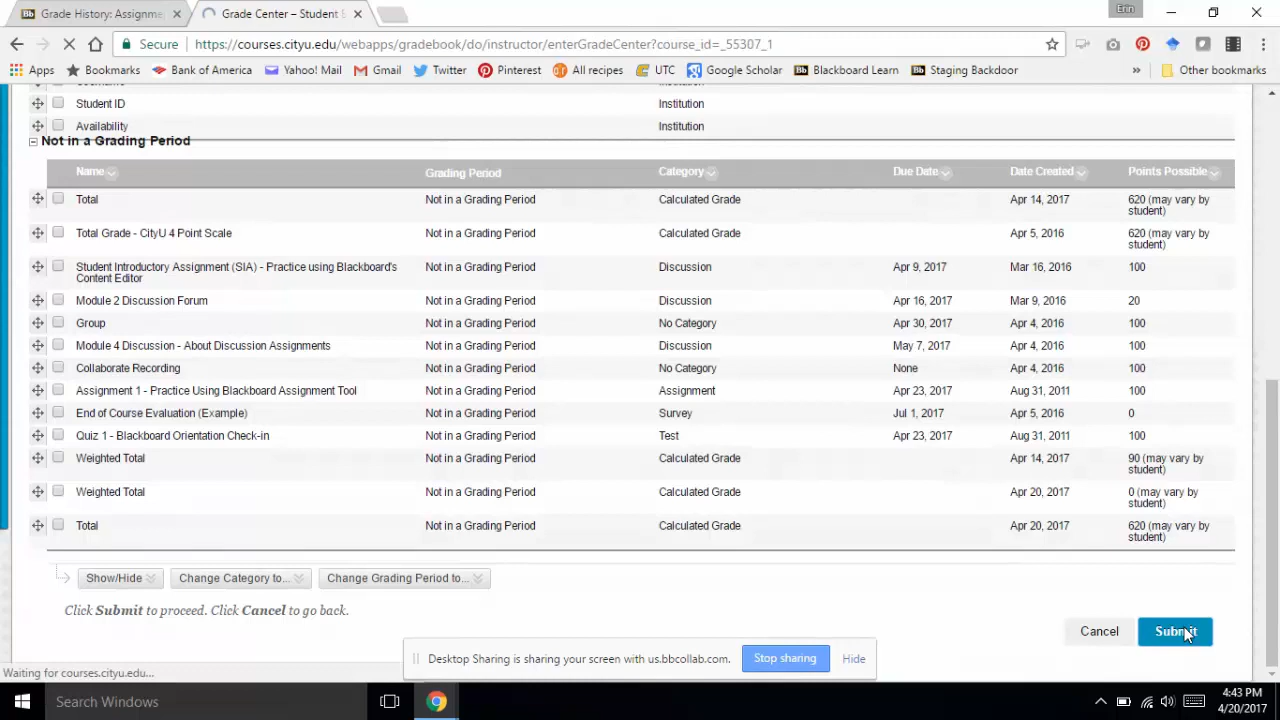 Grade History: Assignme
Grade Center – Student &
Erin
Secure https://courses.cityu.edu/webapps/gradebook/do/instructor/enterGradeCenter?course_id=_55307_1
Apps Bookmarks Bank of America Yahoo! Mail Gmail Twitter Pinterest All recipes UTC Google Scholar Blackboard Learn Staging Backdoor » Other bookmarks
Student ID Institution
Availability Institution
Not in a Grading Period
Name Grading Period Category Due Date Date Created Points Possible
Total Not in a Grading Period Calculated Grade Apr 14, 2017 620 (may vary by
student)
Total Grade - CityU 4 Point Scale Not in a Grading Period Calculated Grade Apr 5, 2016 620 (may vary by
student)
Student Introductory Assignment (SIA) - Practice using Blackboard's Not in a Grading Period Discussion Apr 9, 2017 Mar 16, 2016 100
Content Editor
Module 2 Discussion Forum Not in a Grading Period Discussion Apr 16, 2017 Mar 9, 2016 20
Group Not in a Grading Period No Category Apr 30, 2017 Apr 4, 2016 100
Module 4 Discussion - About Discussion Assignments Not in a Grading Period Discussion May 7, 2017 Apr 4, 2016 100
Collaborate Recording Not in a Grading Period No Category None Apr 4, 2016 100
Assignment 1 - Practice Using Blackboard Assignment Tool Not in a Grading Period Assignment Apr 23, 2017 Aug 31, 2011 100
End of Course Evaluation (Example) Not in a Grading Period Survey Jul 1, 2017 Apr 5, 2016 0
Quiz 1 - Blackboard Orientation Check-in Not in a Grading Period Test Apr 23, 2017 Aug 31, 2011 100
Weighted Total Not in a Grading Period Calculated Grade Apr 14, 2017 90 (may vary by
student)
Weighted Total Not in a Grading Period Calculated Grade Apr 20, 2017 0 (may vary by
student)
Total Not in a Grading Period Calculated Grade Apr 20, 2017 620 (may vary by
student)
Show/Hide Change Category to... Change Grading Period to...
Click Submit to proceed. Click Cancel to go back.
Cancel Submit
Desktop Sharing is sharing your screen with us.bbcollab.com. Stop sharing Hide
Waiting for courses.cityu.edu...
Search Windows
4:43 PM
4/20/2017